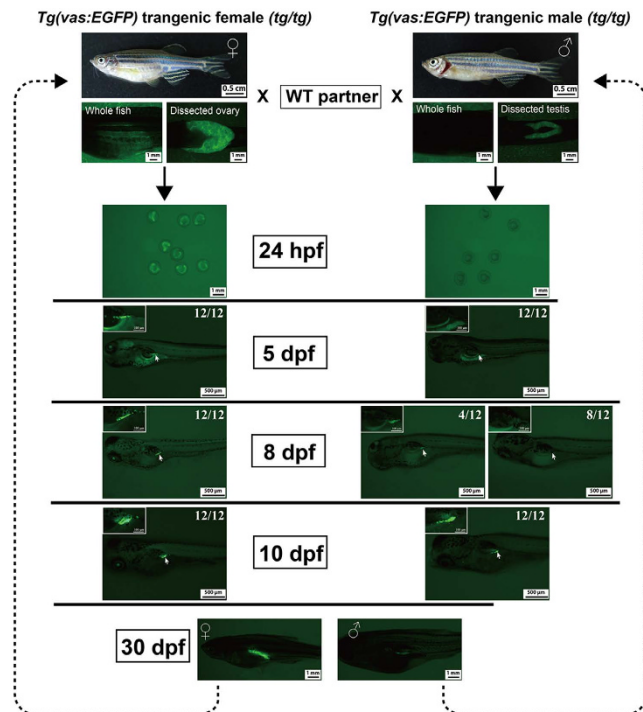 Tg(vas:EGFP) trangenic female (tg/tg)
Tg(vas:EGFP) trangenic male (tg/tg)
♀
♂
0.5 cm
0.5 cm
X WT partner X
Whole fish
Dissected ovary
Whole fish
Dissected testis
1 mm
1 mm
1 mm
1 mm
24 hpf
1 mm
1 mm
12/12
12/12
5 dpf
500 μm
500 μm
12/12
4/12
8/12
8 dpf
500 μm
500 μm
500 μm
12/12
12/12
10 dpf
500 μm
500 μm
30 dpf
♀
♂
1 mm
1 mm